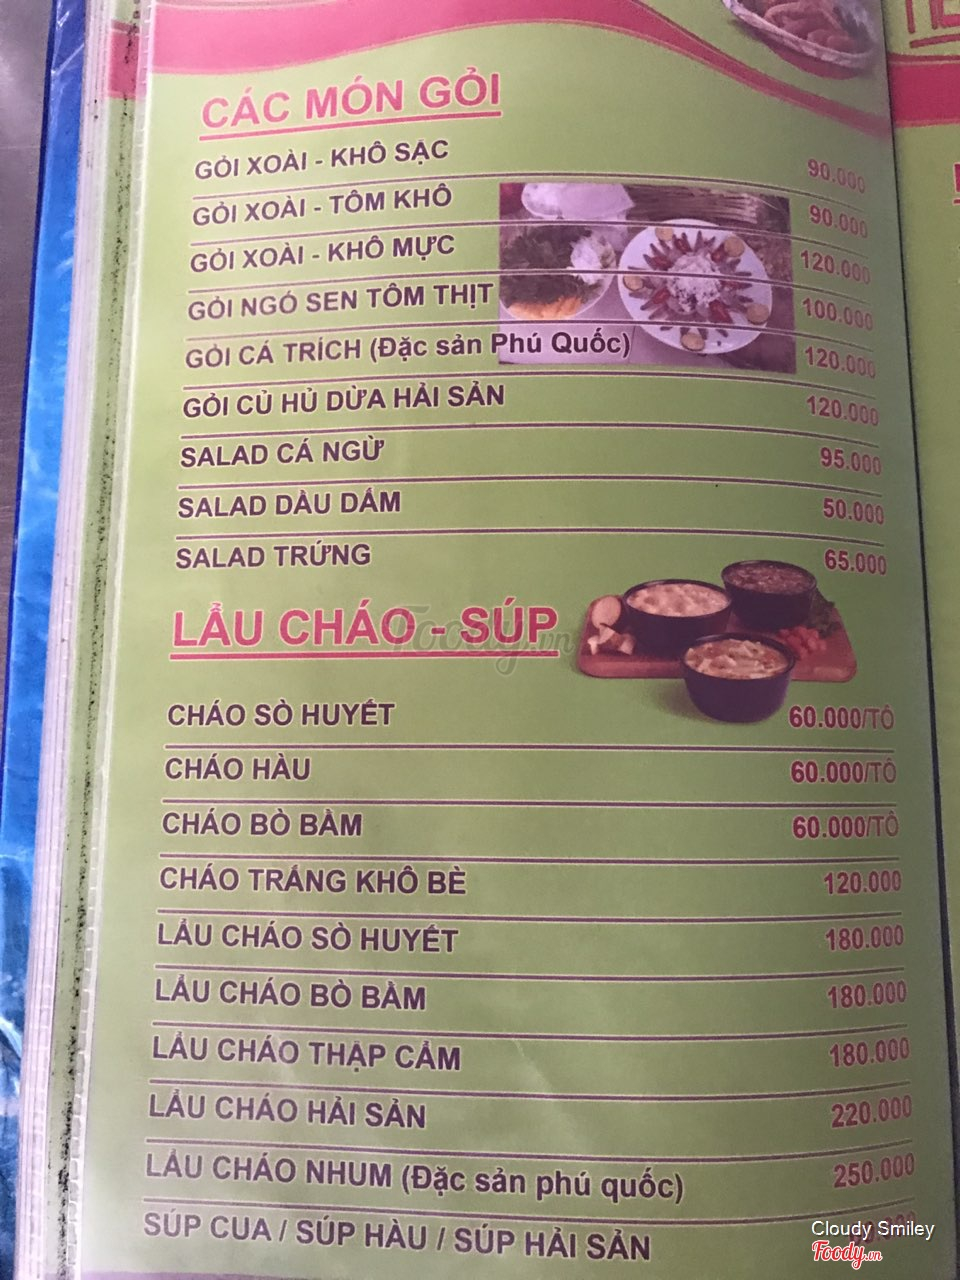 CÁC MÓN GỎI
GỎI XOÀI - KHÔ SẶC 90.000
GỎI XOÀI - TÔM KHÔ 90.000
GỎI XOÀI - KHÔ MỰC 120.000
GỎI NGÓ SEN TÔM THỊT 100.000
GỎI CÁ TRÍCH (Đặc sản Phú Quốc) 120.000
GỎI CỦ HỦ DỪA HẢI SẢN 120.000
SALAD CÁ NGỪ 95.000
SALAD DẦU DẤM 50.000
SALAD TRỨNG 65.000
LẨU CHÁO - SÚP
Foody.vn
CHÁO SÒ HUYẾT 60.000/TÔ
CHÁO HÀU 60.000/TÔ
CHÁO BÒ BẰM 60.000/TÔ
CHÁO TRẮNG KHÔ BÈ 120.000
LẨU CHÁO SÒ HUYẾT 180.000
LẨU CHÁO BÒ BẰM 180.000
LẨU CHÁO THẬP CẨM 180.000
LẨU CHÁO HẢI SẢN 220.000
LẨU CHÁO NHUM (Đặc sản phú quốc) 250.000
SÚP CUA / SÚP HÀU / SÚP HẢI SẢN
Cloudy Smiley
Foody.vn